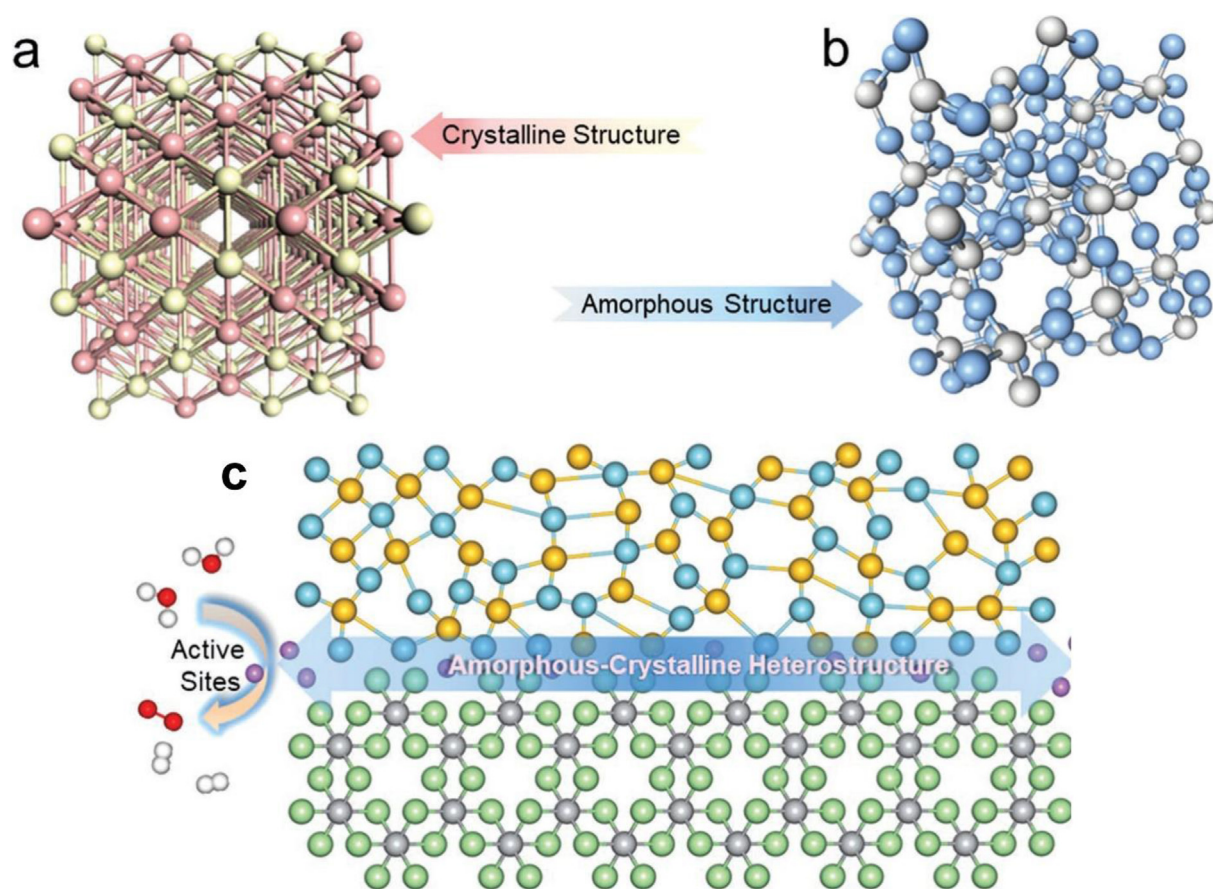 a
b
Crystalline Structure
Amorphous Structure
c
Active
Sites
Amorphous-Crystalline Heterostructure